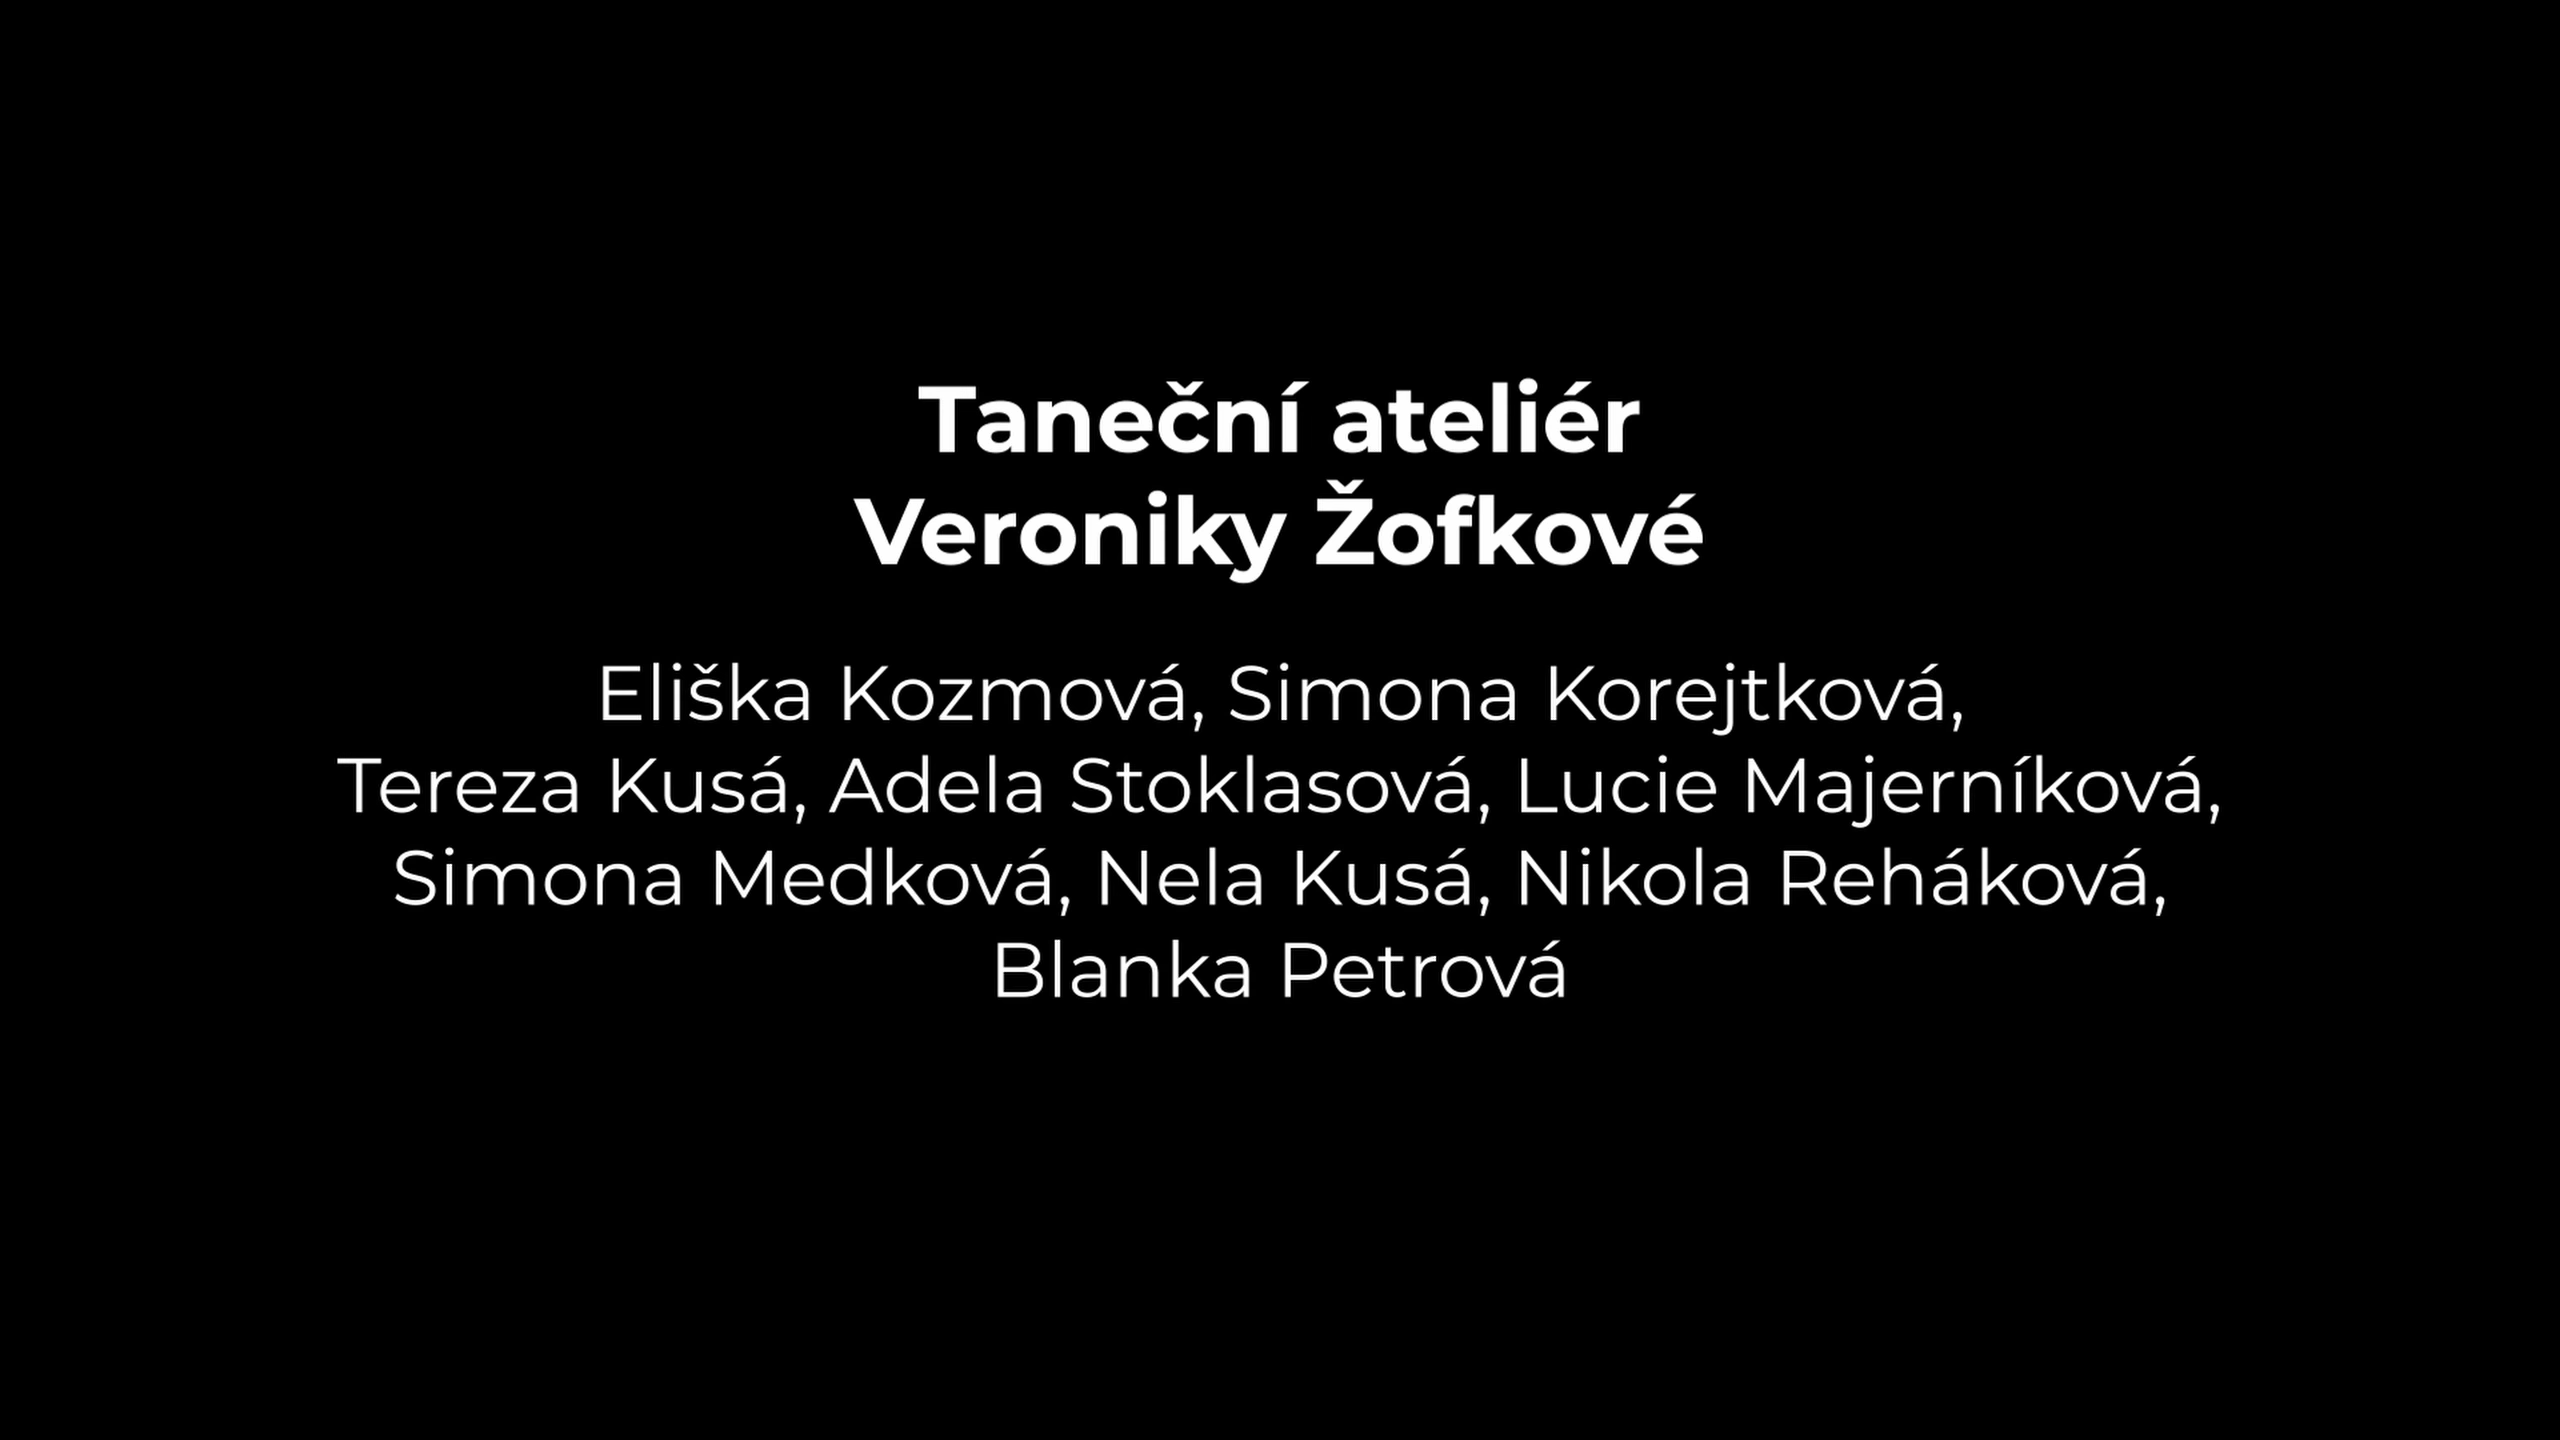 Taneční ateliér
Veroniky Žofkové
Eliška Kozmová, Simona Korejtková,
Tereza Kusá, Adela Stoklasová, Lucie Majerníková,
Simona Medková, Nela Kusá, Nikola Reháková,
Blanka Petrová